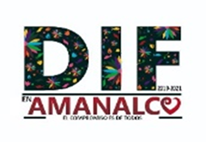 DIF
2019-2021
EN AMANALCO
EL COMPROMISO ES DE TODOS